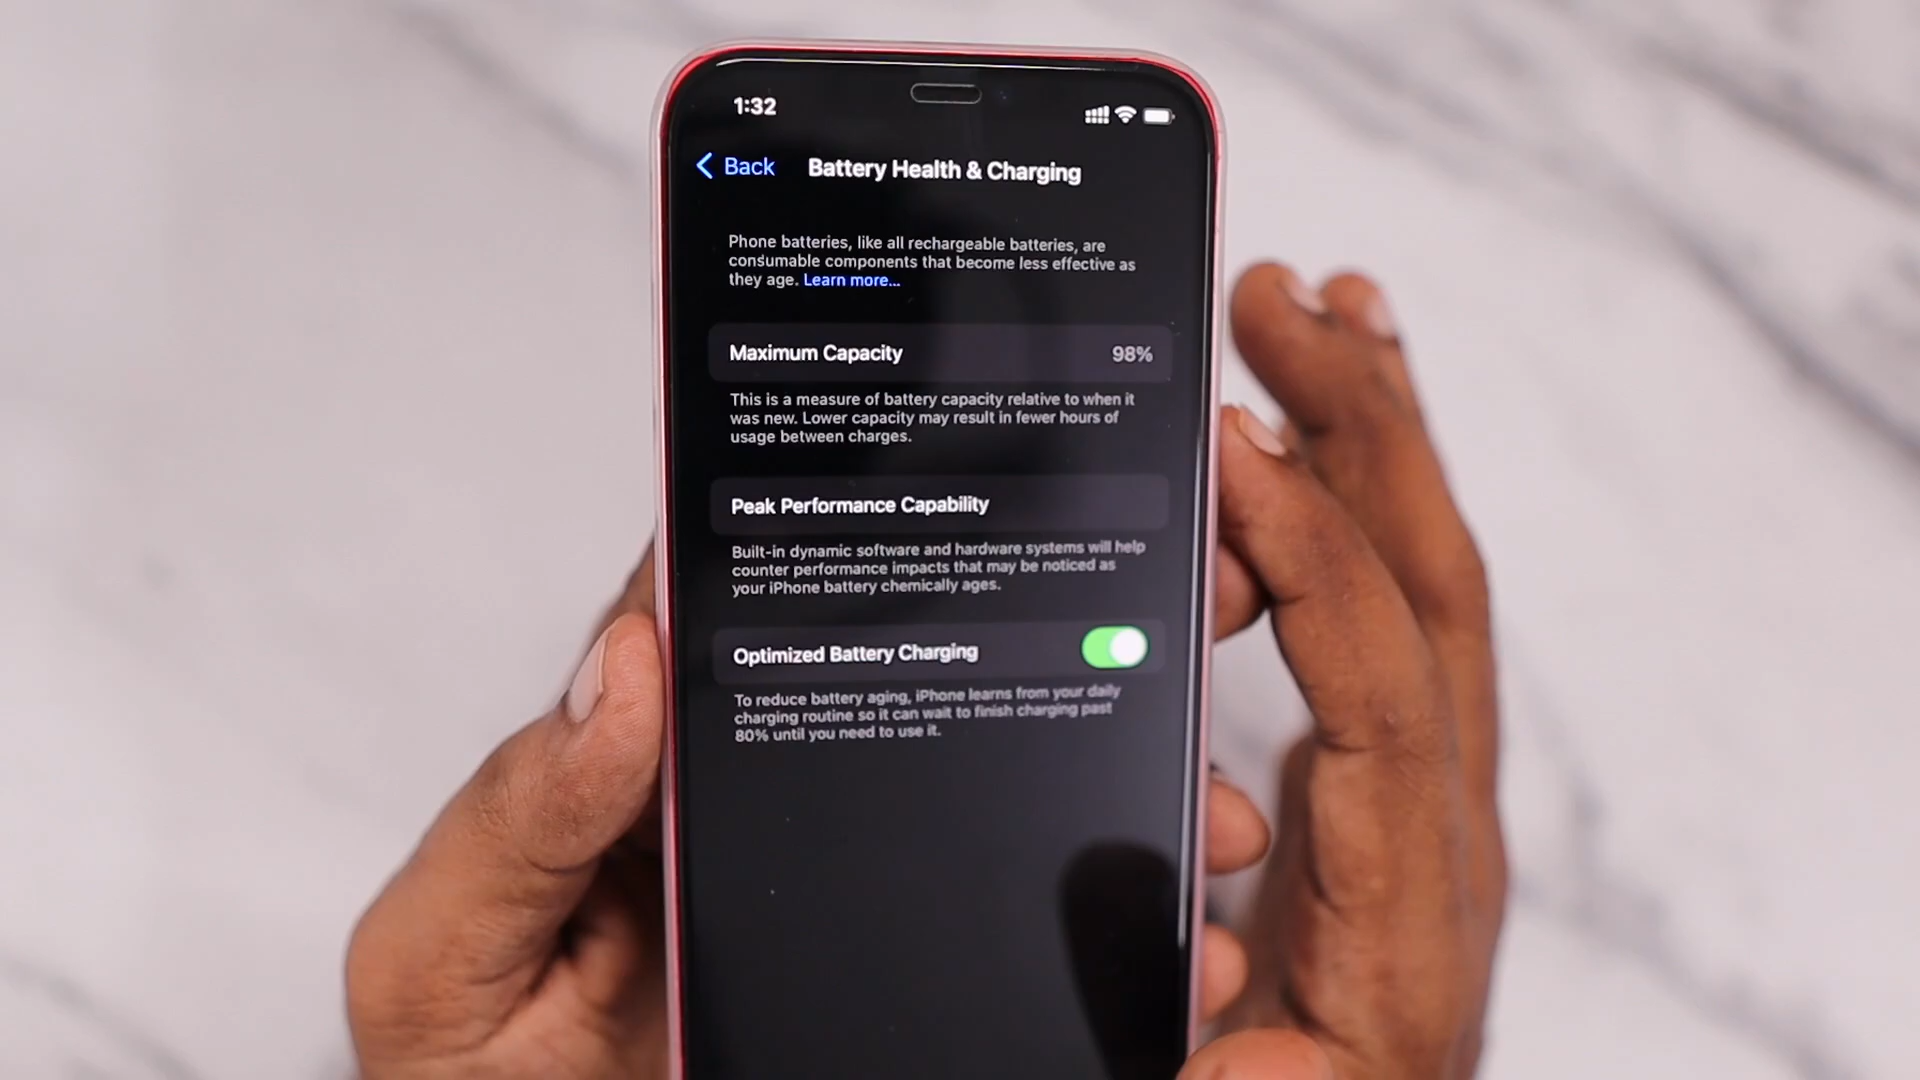 1:32
Back
Battery Health & Charging
Phone batteries, like all rechargeable batteries, are
consumable components that become less effective as
they age. Learn more...
Maximum Capacity 98%
This is a measure of battery capacity relative to when it
was new. Lower capacity may result in fewer hours of
usage between charges.
Peak Performance Capability
Built-in dynamic software and hardware systems will help
counter performance impacts that may be noticed as
your iPhone battery chemically ages.
Optimized Battery Charging
To reduce battery aging, iPhone learns from your daily
charging routine so it can wait to finish charging past
80% until you need to use it.